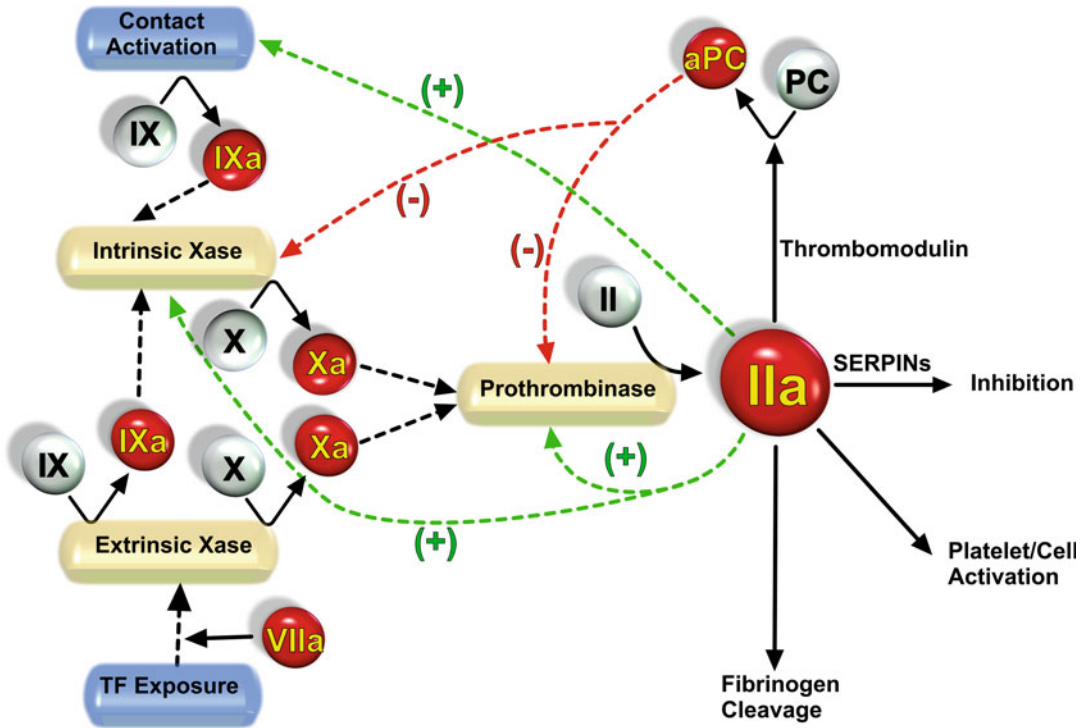 Contact
Activation
aPC
PC
(+)
IX
IXa
(-)
(-)
Intrinsic Xase
Thrombomodulin
II
X
Xa
SERPINs
IIa
Inhibition
Prothrombinase
IXa
Xa
IX
X
(+)
(+)
Extrinsic Xase
Platelet/Cell
Activation
VIIa
TF Exposure
Fibrinogen
Cleavage